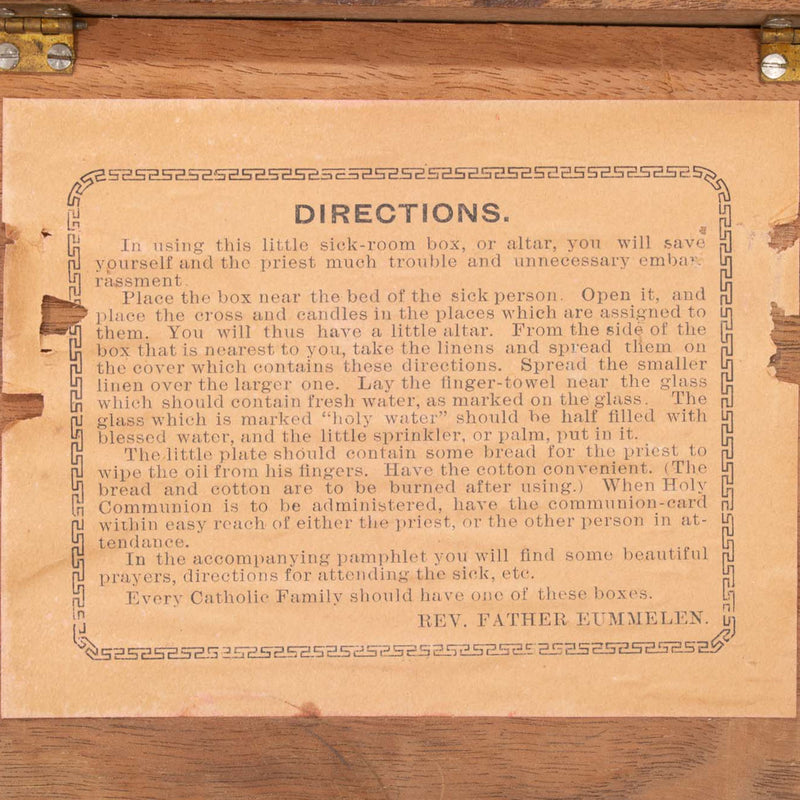 DIRECTIONS.
In using this little sick-room box, or altar, you will save
yourself and the priest much trouble and unnecessary embar-
rassment.
Place the box near the bed of the sick person. Open it, and
place the cross and candles in the places which are assigned to
them. You will thus have a little altar. From the side of the
box that is nearest to you, take the linens and spread them on
the cover which contains these directions. Spread the smaller
linen over the larger one. Lay the finger-towel near the glass
which should contain fresh water, as marked on the glass. The
glass which is marked “holy water” should be half filled with
blessed water, and the little sprinkler, or palm, put in it.
The little plate should contain some bread for the priest to
wipe the oil from his fingers. Have the cotton convenient. (The
bread and cotton are to be burned after using.) When Holy
Communion is to be administered, have the communion-card
within easy reach of either the priest, or the other person in at-
tendance.
In the accompanying pamphlet you will find some beautiful
prayers, directions for attending the sick, etc.
Every Catholic Family should have one of these boxes.
REV. FATHER EUMMELEN.